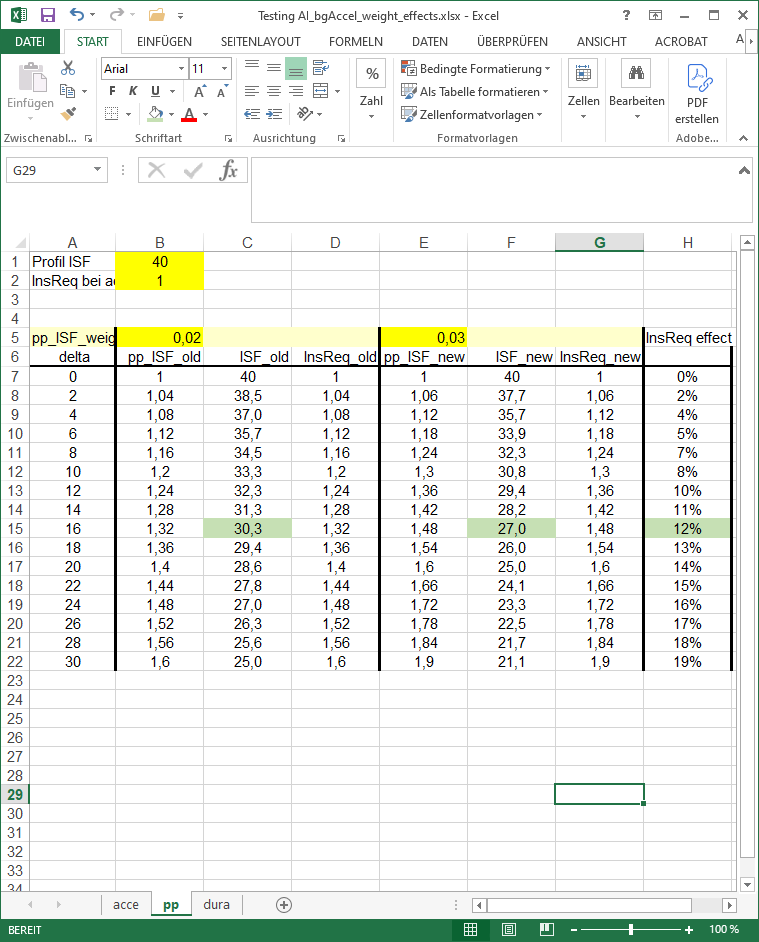 Testing AI_bgAccel_weight_effects.xlsx - Excel
DATEI START EINFÜGEN SEITENLAYOUT FORMELN DATEN ÜBERPRÜFEN ANSICHT ACROBAT A
Arial 11
Einfügen
F K U
Zahl
Bedingte Formatierung
Als Tabelle formatieren
Zellenformatvorlagen
Zellen Bearbeiten
PDF
erstellen
Zwischenabl... Schriftart Ausrichtung Formatvorlagen Adobe...
G29 fx
A B C D E F G H
1 Profil ISF 40
2 InsReq bei ac 1
3
4
5 pp_ISF_weig 0,02 0,03 InsReq effect
6 delta pp_ISF_old ISF_old InsReq_old pp_ISF_new ISF_new InsReq_new
7 0 1 40 1 1 40 1 0%
8 2 1,04 38,5 1,04 1,06 37,7 1,06 2%
9 4 1,08 37,0 1,08 1,12 35,7 1,12 4%
10 6 1,12 35,7 1,12 1,18 33,9 1,18 5%
11 8 1,16 34,5 1,16 1,24 32,3 1,24 7%
12 10 1,2 33,3 1,2 1,3 30,8 1,3 8%
13 12 1,24 32,3 1,24 1,36 29,4 1,36 10%
14 14 1,28 31,3 1,28 1,42 28,2 1,42 11%
15 16 1,32 30,3 1,32 1,48 27,0 1,48 12%
16 18 1,36 29,4 1,36 1,54 26,0 1,54 13%
17 20 1,4 28,6 1,4 1,6 25,0 1,6 14%
18 22 1,44 27,8 1,44 1,66 24,1 1,66 15%
19 24 1,48 27,0 1,48 1,72 23,3 1,72 16%
20 26 1,52 26,3 1,52 1,78 22,5 1,78 17%
21 28 1,56 25,6 1,56 1,84 21,7 1,84 18%
22 30 1,6 25,0 1,6 1,9 21,1 1,9 19%
23
24
25
26
27
28
29
30
31
32
33
34
acce pp dura
BEREIT 100 %